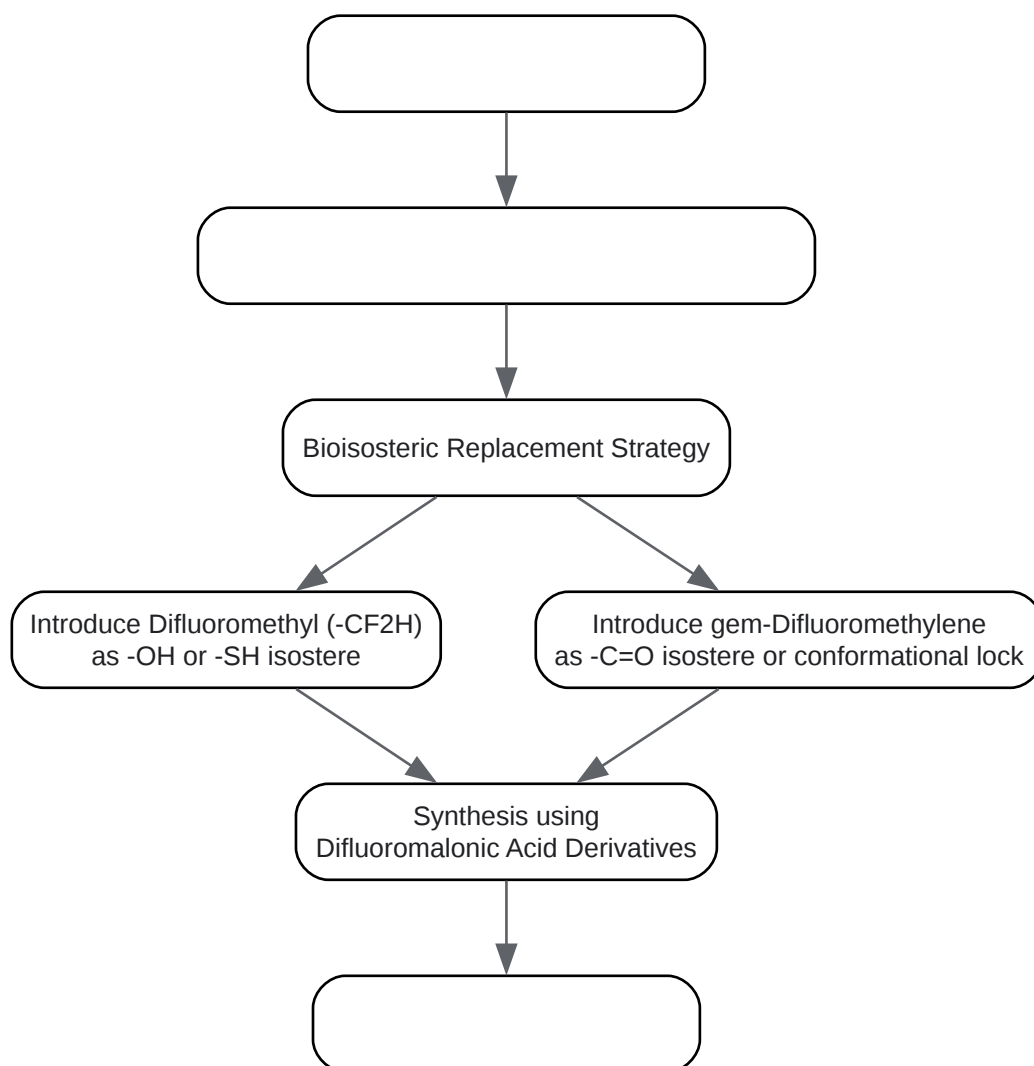 Bioisosteric Replacement Strategy
Introduce Difluoromethyl (-CF2H)
as -OH or -SH isostere
Introduce gem-Difluoromethylene
as -C=O isostere or conformational lock
Synthesis using
Difluoromalonic Acid Derivatives